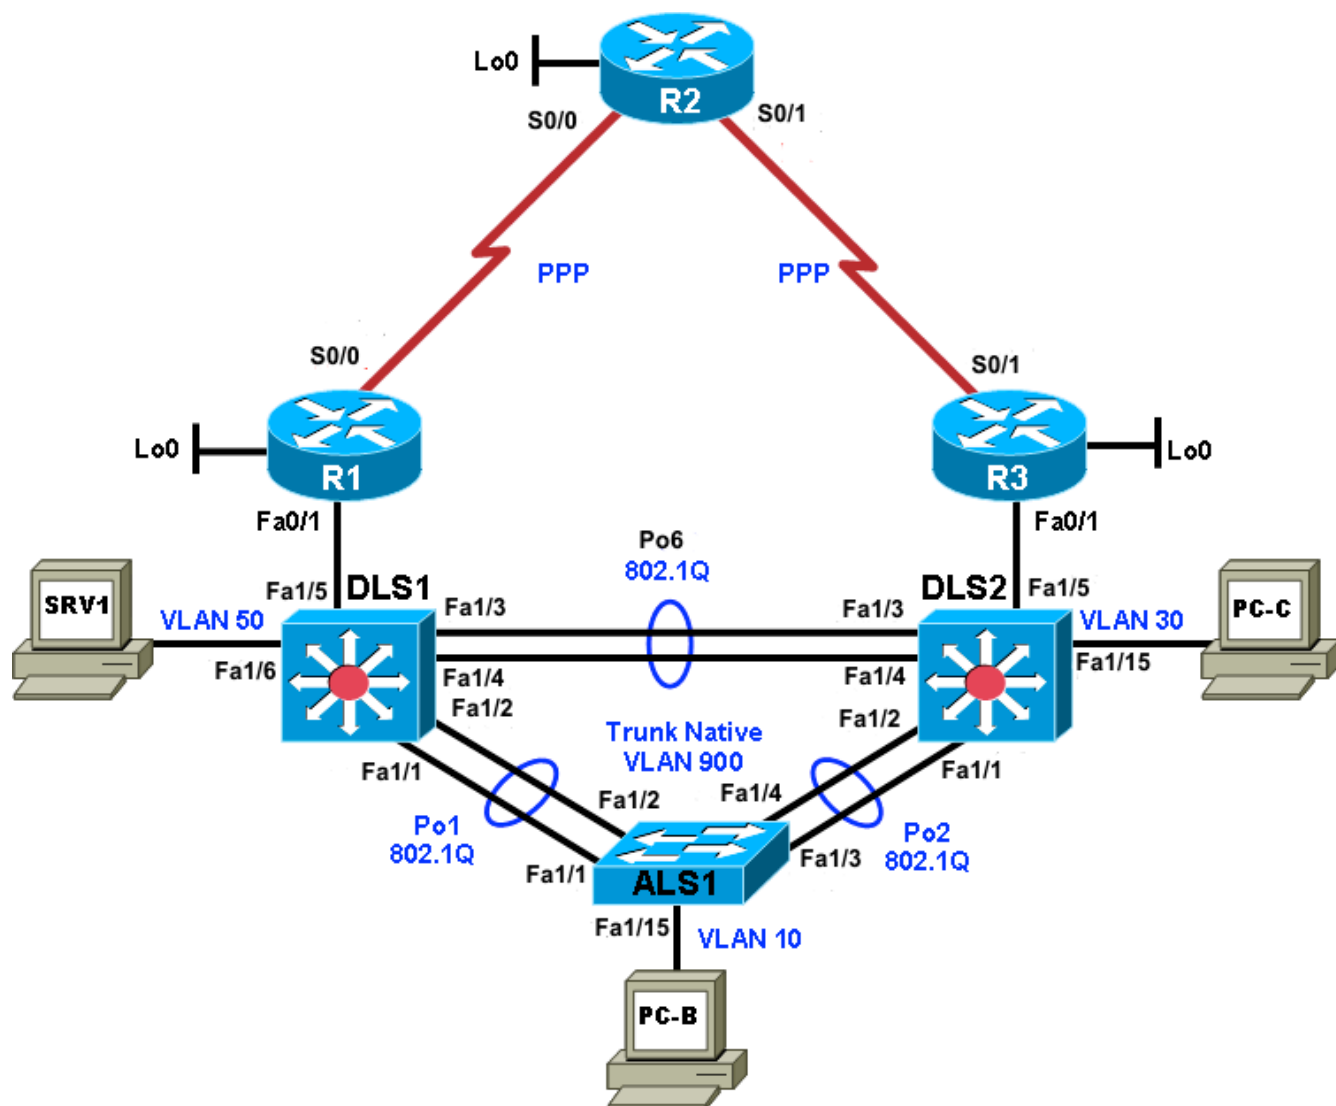 Lo0
R2
S0/0
S0/1
PPP
PPP
S0/0
S0/1
Lo0
R1
R3
Lo0
Fa0/1
Fa0/1
Po6
802.1Q
SRV1
VLAN 50
Fa1/5
DLS1
DLS2
Fa1/5
VLAN 30
PC-C
Fa1/3
Fa1/3
Fa1/6
Fa1/4
Fa1/4
Fa1/15
Fa1/2
Fa1/2
Trunk Native
VLAN 900
Fa1/1
Fa1/1
Fa1/2
Fa1/4
Po1
802.1Q
Po2
802.1Q
Fa1/1
Fa1/3
ALS1
Fa1/15
VLAN 10
PC-B